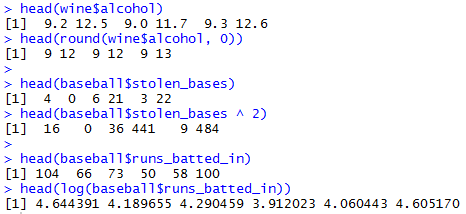 > head(wine$alcohol)
[1]  9.2 12.5  9.0 11.7  9.3 12.6
> head(round(wine$alcohol, 0))
[1]  9 12  9 12  9 13
>
> head(baseball$stolen_bases)
[1]  4  0  6 21  3 22
> head(baseball$stolen_bases ^ 2)
[1]  16   0  36 441   9 484
>
> head(baseball$runs_batted_in)
[1] 104  66  73  50  58 100
> head(log(baseball$runs_batted_in))
[1] 4.644391 4.189655 4.290459 3.912023 4.060443 4.605170